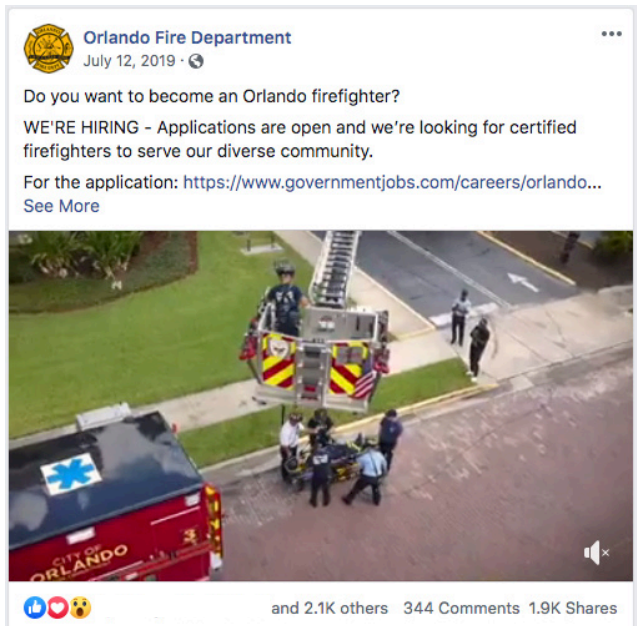 Orlando Fire Department
July 12, 2019 ·
Do you want to become an Orlando firefighter?
WE'RE HIRING - Applications are open and we’re looking for certified
firefighters to serve our diverse community.
For the application: https://www.governmentjobs.com/careers/orlando...
See More
CITY OF
ORLANDO
and 2.1K others 344 Comments 1.9K Shares